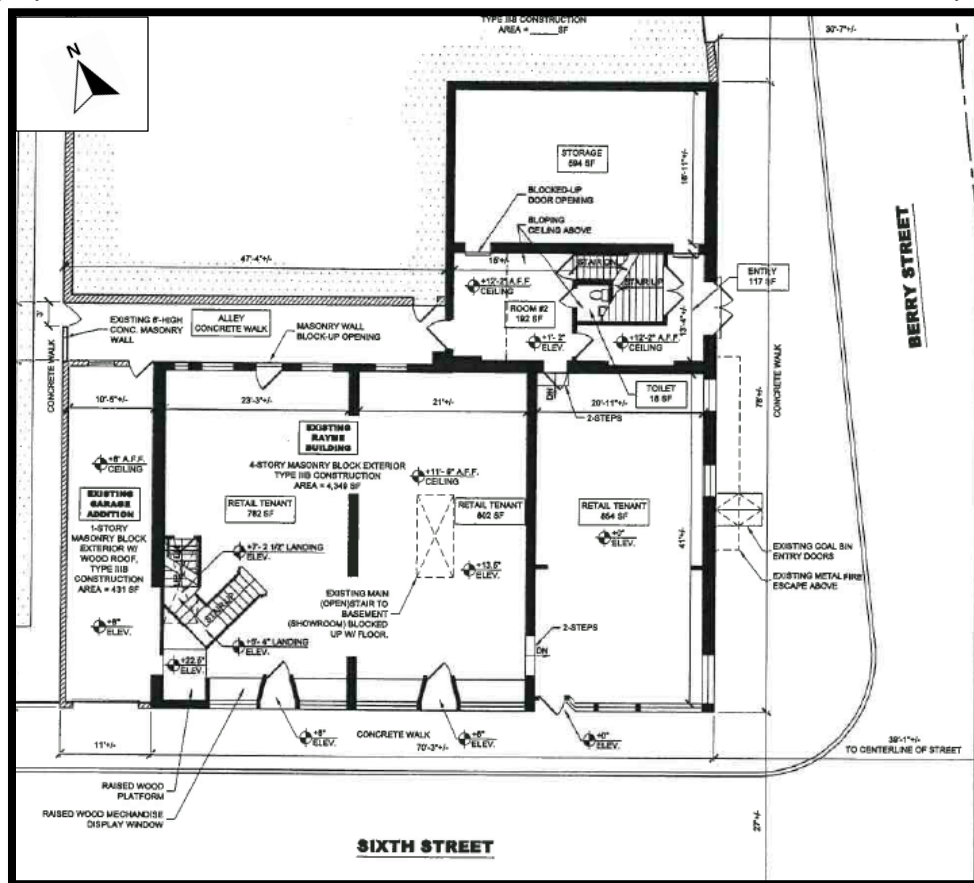 TYPE IIIB CONSTRUCTION
AREA = ____ SF
30'-7"+/-
N
STORAGE
594 SF
16'-11"+/-
BLOCKED-UP
DOOR OPENING
SLOPING
CEILING ABOVE
47'-4"+/-
15'+/-
STAIR DN
STAIR UP
ENTRY
117 SF
+12'-2" A.F.F.
CEILING
ROOM #2
192 SF
13'-4"+/-
+1'-2"
ELEV.
+12'-2" A.F.F.
CEILING
BERRY STREET
EXISTING 6'-HIGH
CONC. MASONRY
WALL
ALLEY
CONCRETE WALK
MASONRY WALL
BLOCK-UP OPENING
CONCRETE WALK
TOILET
18 SF
CONCRETE WALK
78'+/-
10'-5"+/-
23'-3"+/-
21'+/-
DN
20'-11"+/-
2-STEPS
EXISTING
RAYME
BUILDING
4-STORY MASONRY BLOCK EXTERIOR
TYPE IIIB CONSTRUCTION
AREA = 4,349 SF
+8' A.F.F.
CEILING
+11'-9" A.F.F.
CEILING
EXISTING
GARAGE
ADDITION
1-STORY
MASONRY BLOCK
EXTERIOR W/
WOOD ROOF,
TYPE IIIB
CONSTRUCTION
AREA = 431 SF
RETAIL TENANT
782 SF
RETAIL TENANT
802 SF
RETAIL TENANT
854 SF
+0"
ELEV.
41'+/-
+7'-2 1/2" LANDING
ELEV.
+13.5"
ELEV.
EXISTING COAL BIN
ENTRY DOORS
EXISTING METAL FIRE
ESCAPE ABOVE
STAIR UP
EXISTING MAIN
(OPEN)STAIR TO
BASEMENT
(SHOWROOM) BLOCKED
UP W/ FLOOR.
+6"
ELEV.
+5'-4" LANDING
ELEV.
2-STEPS
DN
+22.5"
ELEV.
+8"
ELEV.
CONCRETE WALK
+6"
ELEV.
+0"
ELEV.
11'+/-
70'-3"+/-
39'-1"+/-
TO CENTERLINE OF STREET
RAISED WOOD
PLATFORM
RAISED WOOD MECHANDISE
DISPLAY WINDOW
27'+/-
SIXTH STREET